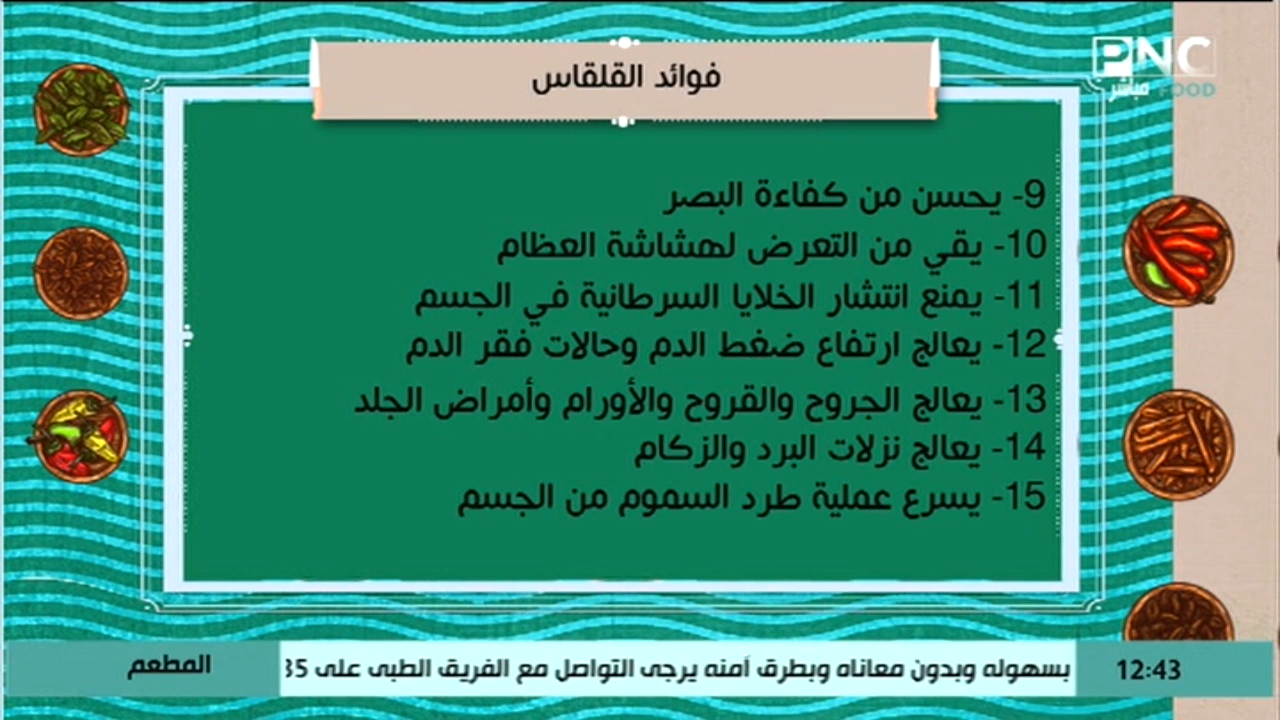 PNC
FOOD مباشر
فوائد القلقاس
9- يحسن من كفاءة البصر
10- يقي من التعرض لهشاشة العظام
11- يمنع انتشار الخلايا السرطانية في الجسم
12- يعالج ارتفاع ضغط الدم وحالات فقر الدم
13- يعالج الجروح والقروح والأورام وأمراض الجلد
14- يعالج نزلات البرد والزكام
15- يسرع عملية طرد السموم من الجسم
12:43 بسهوله وبدون معاناه وبطرق آمنه يرجى التواصل مع الفريق الطبى على 35 المطعم